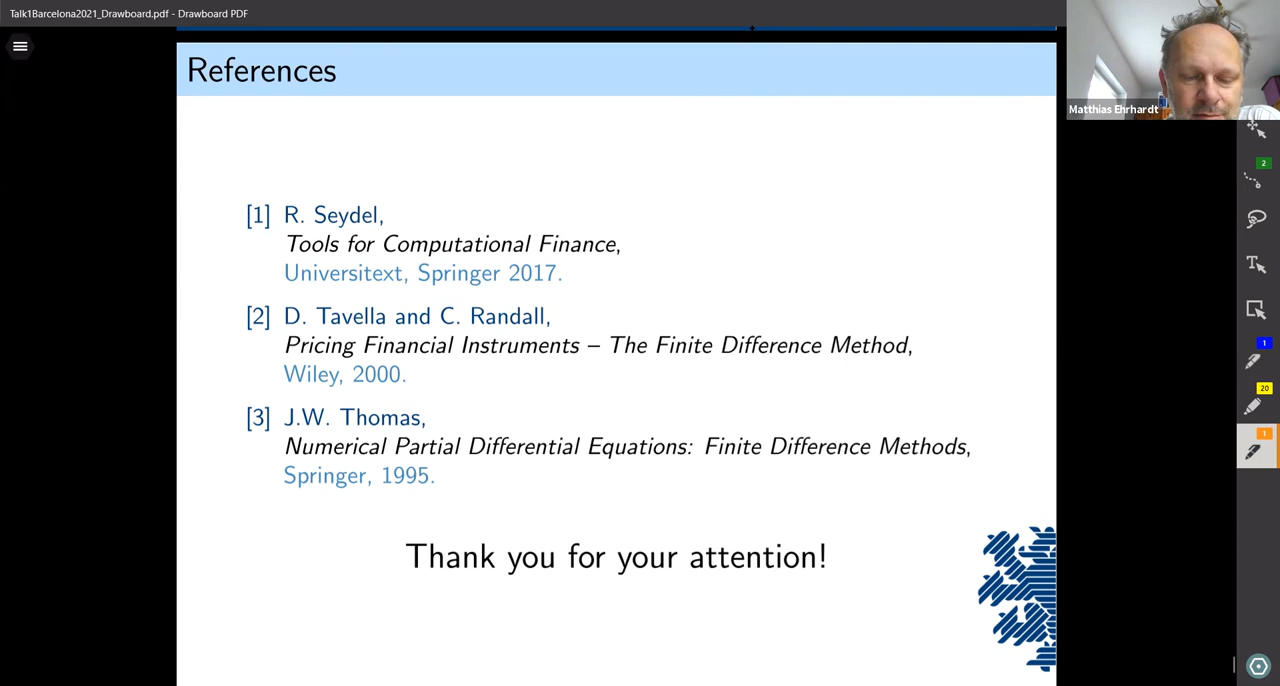 Talk1Barcelona2021_Drawboard.pdf - Drawboard PDF
References
Matthias Ehrhardt
[1] R. Seydel,
Tools for Computational Finance,
Universitext, Springer 2017.
[2] D. Tavella and C. Randall,
Pricing Financial Instruments – The Finite Difference Method,
Wiley, 2000.
[3] J.W. Thomas,
Numerical Partial Differential Equations: Finite Difference Methods,
Springer, 1995.
Thank you for your attention!
2
T
1
20
1